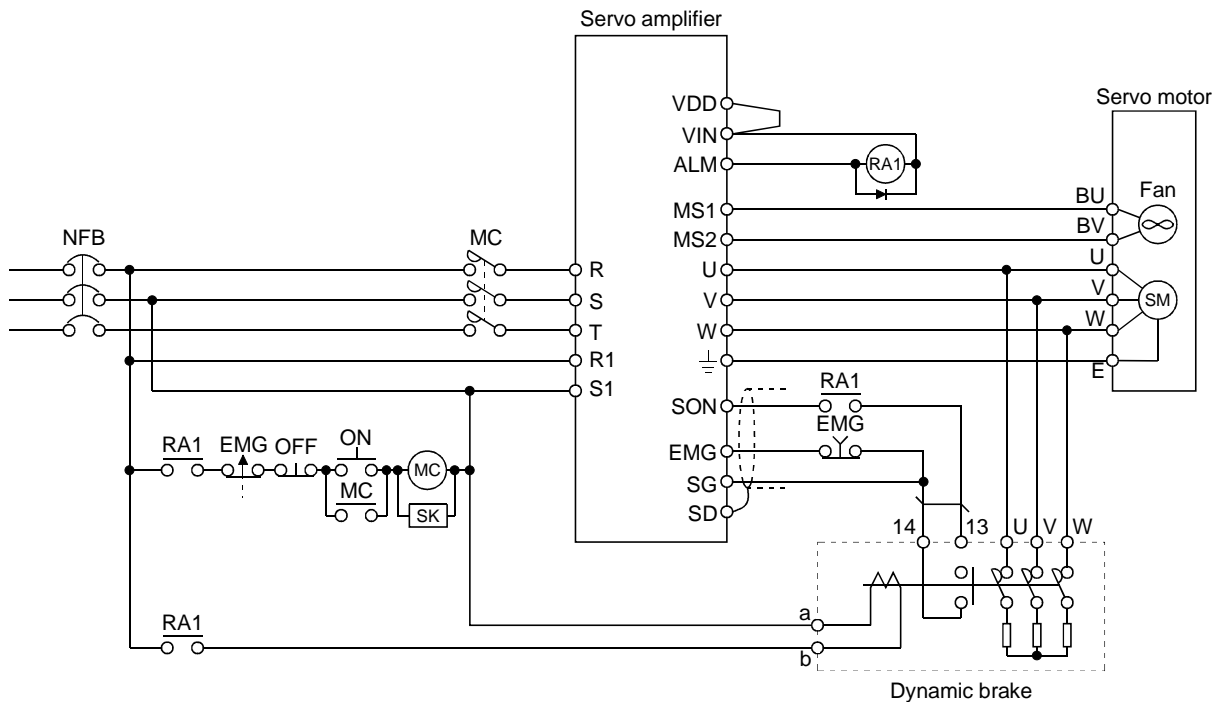 Servo amplifier
Servo motor
VDD
VIN
ALM
RA1
MS1
MS2
BU
BV
Fan
NFB
MC
R
S
T
R1
S1
U
V
W
U
V
W
E
SM
SON
EMG
SG
SD
RA1
EMG
RA1
EMG
OFF
ON
MC
MC
SK
14
13
U
V
W
RA1
a
b
Dynamic brake